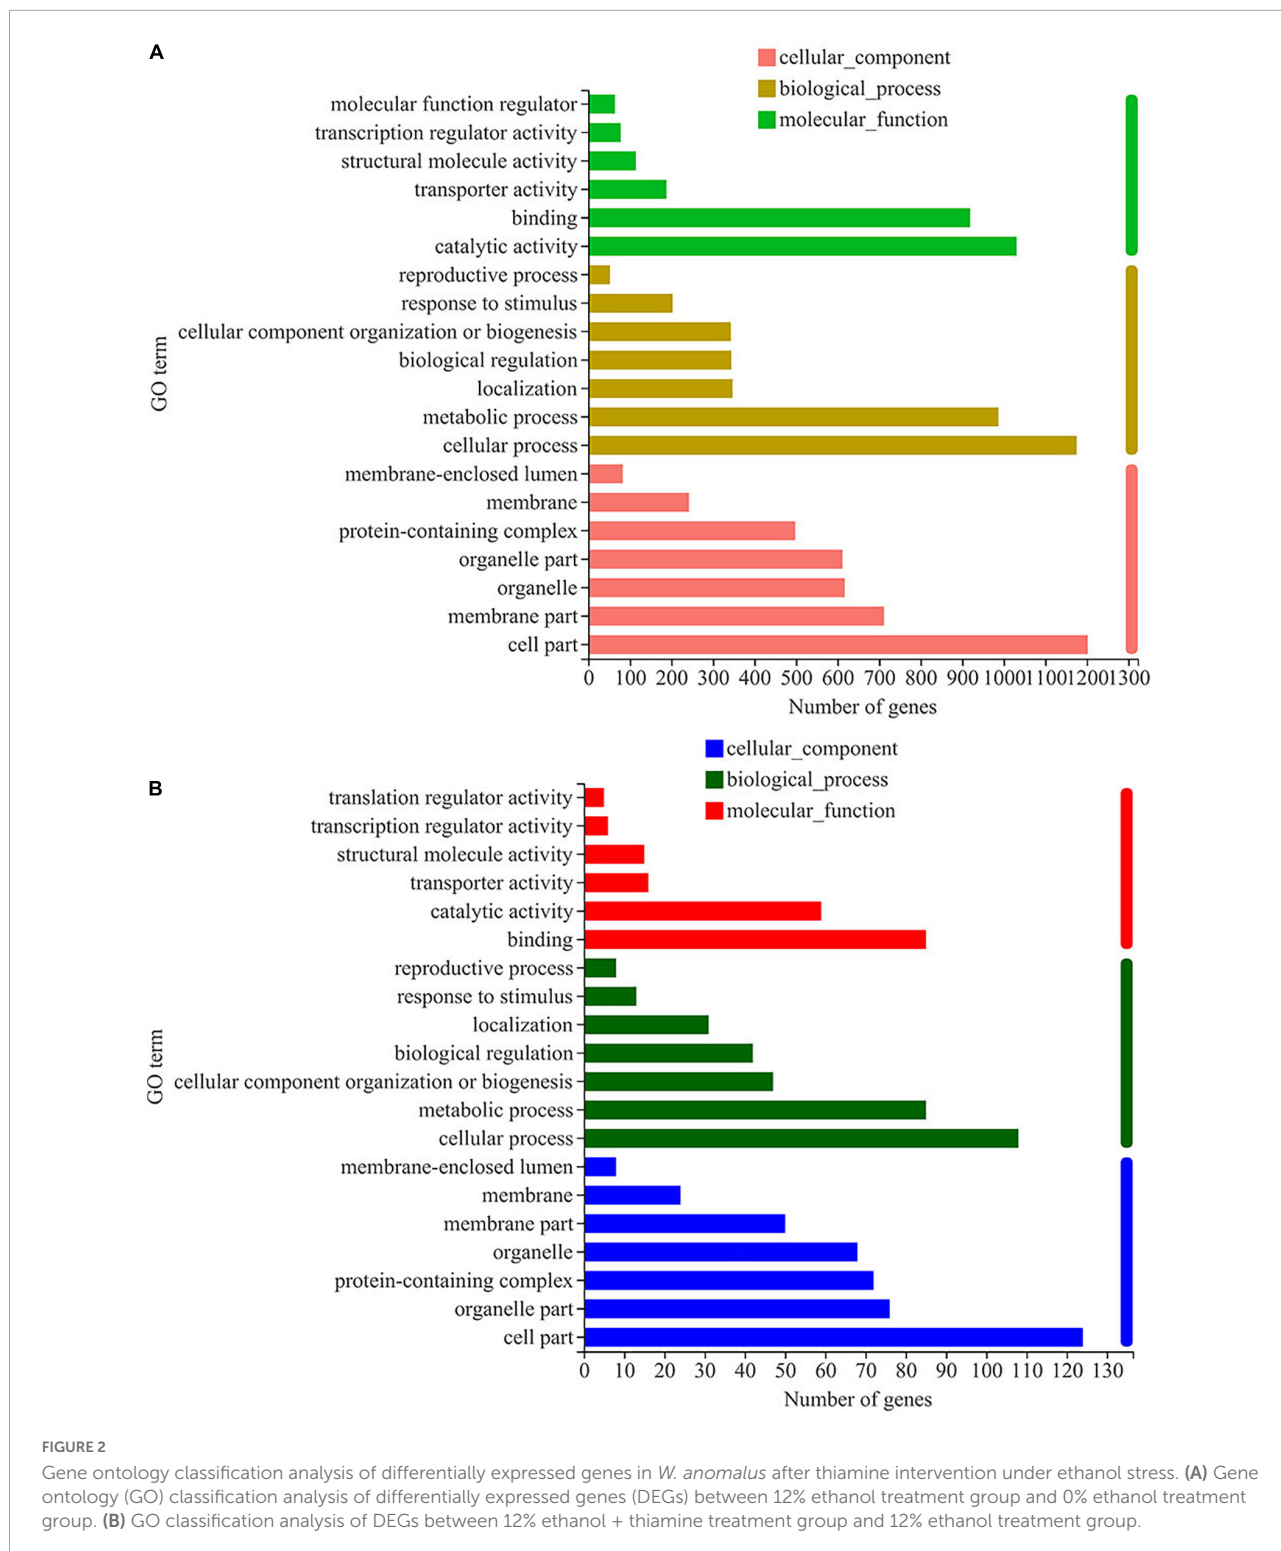 A
cellular_component
biological_process
molecular_function
molecular function regulator
transcription regulator activity
structural molecule activity
transporter activity
binding
catalytic activity
reproductive process
response to stimulus
cellular component organization or biogenesis
biological regulation
localization
metabolic process
cellular process
membrane-enclosed lumen
membrane
protein-containing complex
organelle part
organelle
membrane part
cell part
GO term
0 100 200 300 400 500 600 700 800 900 1000 1100 1200 1300
Number of genes
B
cellular_component
biological_process
molecular_function
translation regulator activity
transcription regulator activity
structural molecule activity
transporter activity
catalytic activity
binding
reproductive process
response to stimulus
localization
biological regulation
cellular component organization or biogenesis
metabolic process
cellular process
membrane-enclosed lumen
membrane
membrane part
organelle
protein-containing complex
organelle part
cell part
GO term
0 10 20 30 40 50 60 70 80 90 100 110 120 130
Number of genes
FIGURE 2
Gene ontology classification analysis of differentially expressed genes in W. anomalus after thiamine intervention under ethanol stress. (A) Gene
ontology (GO) classification analysis of differentially expressed genes (DEGs) between 12% ethanol treatment group and 0% ethanol treatment
group. (B) GO classification analysis of DEGs between 12% ethanol + thiamine treatment group and 12% ethanol treatment group.